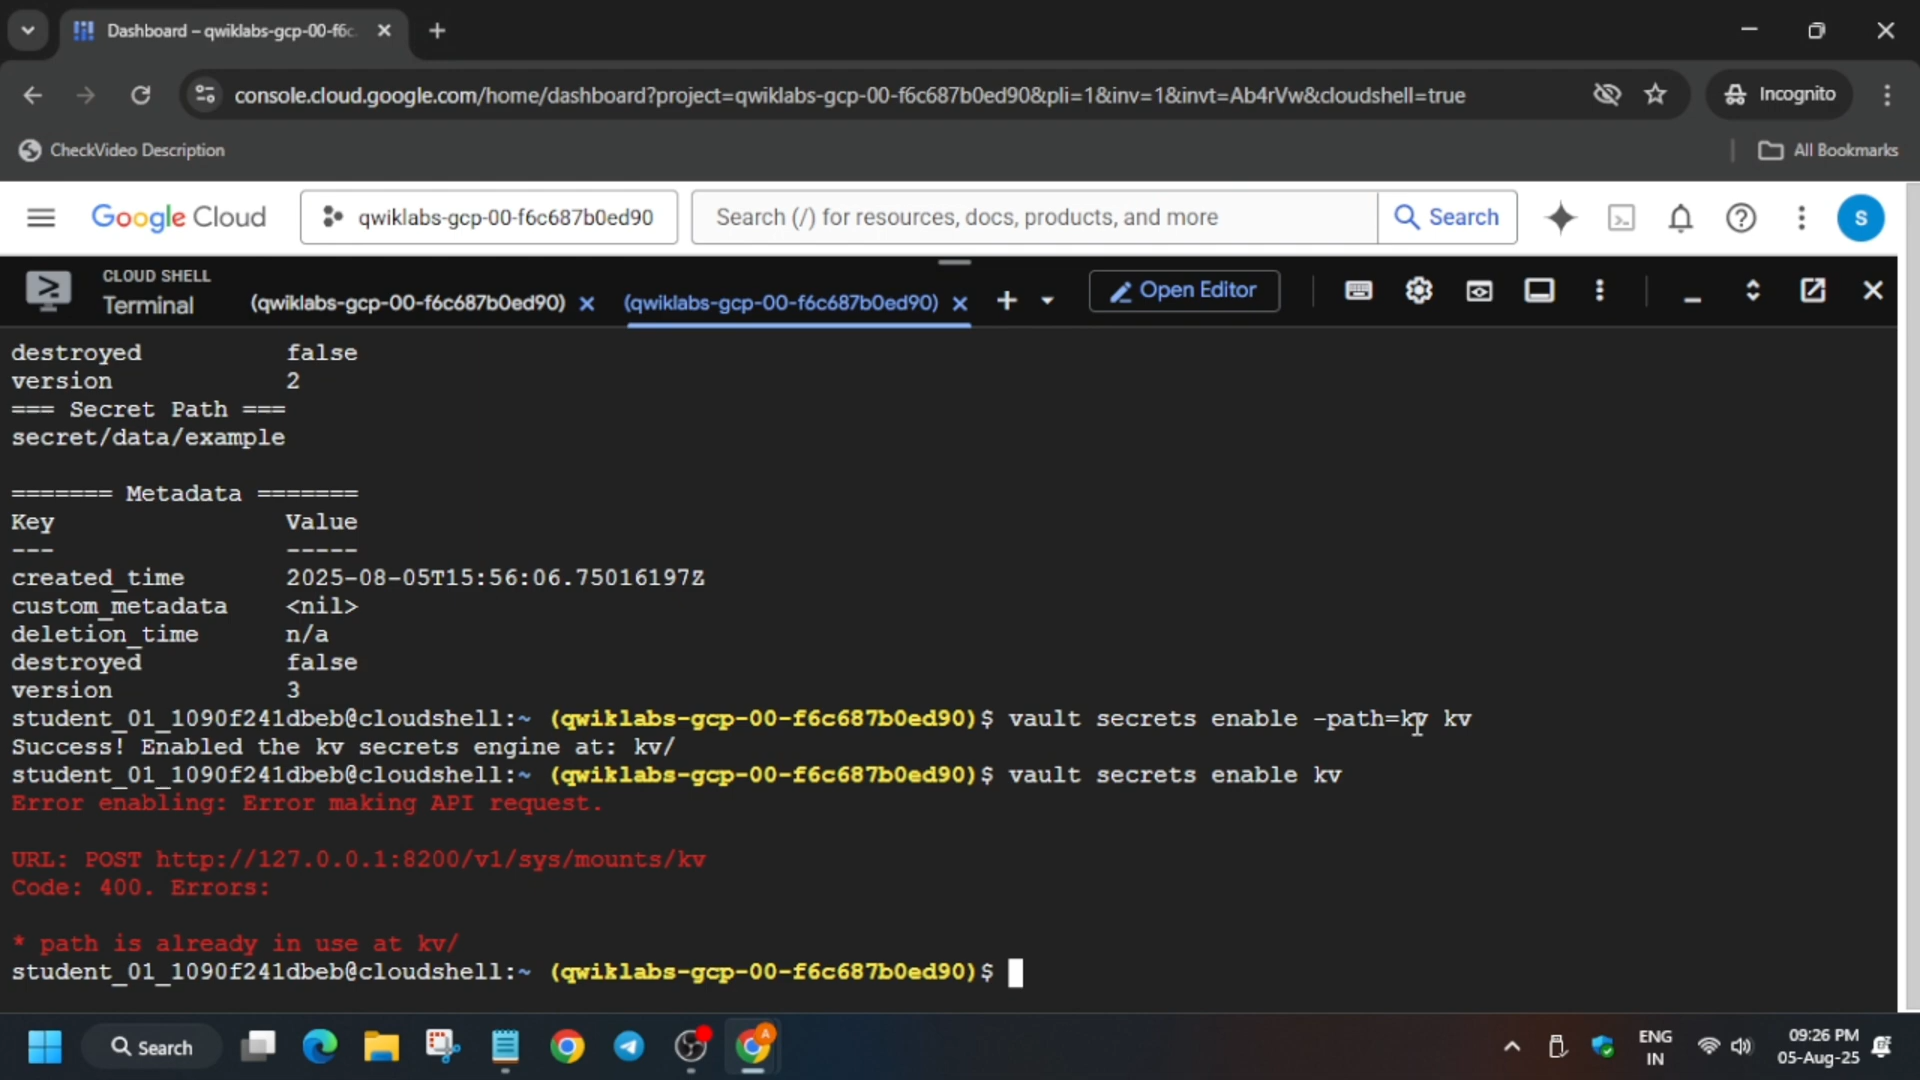 Dashboard – qwiklabs-gcp-00-f6c
console.cloud.google.com/home/dashboard?project=qwiklabs-gcp-00-f6c687b0ed90&pli=1&inv=1&invt=Ab4rVw&cloudshell=true
Incognito
CheckVideo Description
All Bookmarks
Google Cloud
qwiklabs-gcp-00-f6c687b0ed90
Search (/) for resources, docs, products, and more
Search
S
CLOUD SHELL
Terminal
(qwiklabs-gcp-00-f6c687b0ed90)
(qwiklabs-gcp-00-f6c687b0ed90)
Open Editor
destroyed false
version 2
=== Secret Path ===
secret/data/example
======= Metadata =======
Key Value
--- -----
created_time 2025-08-05T15:56:06.75016197Z
custom_metadata <nil>
deletion_time n/a
destroyed false
version 3
student_01_1090f241dbeb@cloudshell:~ (qwiklabs-gcp-00-f6c687b0ed90)$ vault secrets enable -path=kv kv
Success! Enabled the kv secrets engine at: kv/
student_01_1090f241dbeb@cloudshell:~ (qwiklabs-gcp-00-f6c687b0ed90)$ vault secrets enable kv
Error enabling: Error making API request.
URL: POST http://127.0.0.1:8200/v1/sys/mounts/kv
Code: 400. Errors:
* path is already in use at kv/
student_01_1090f241dbeb@cloudshell:~ (qwiklabs-gcp-00-f6c687b0ed90)$
Search
A
ENG
IN
09:26 PM
05-Aug-25